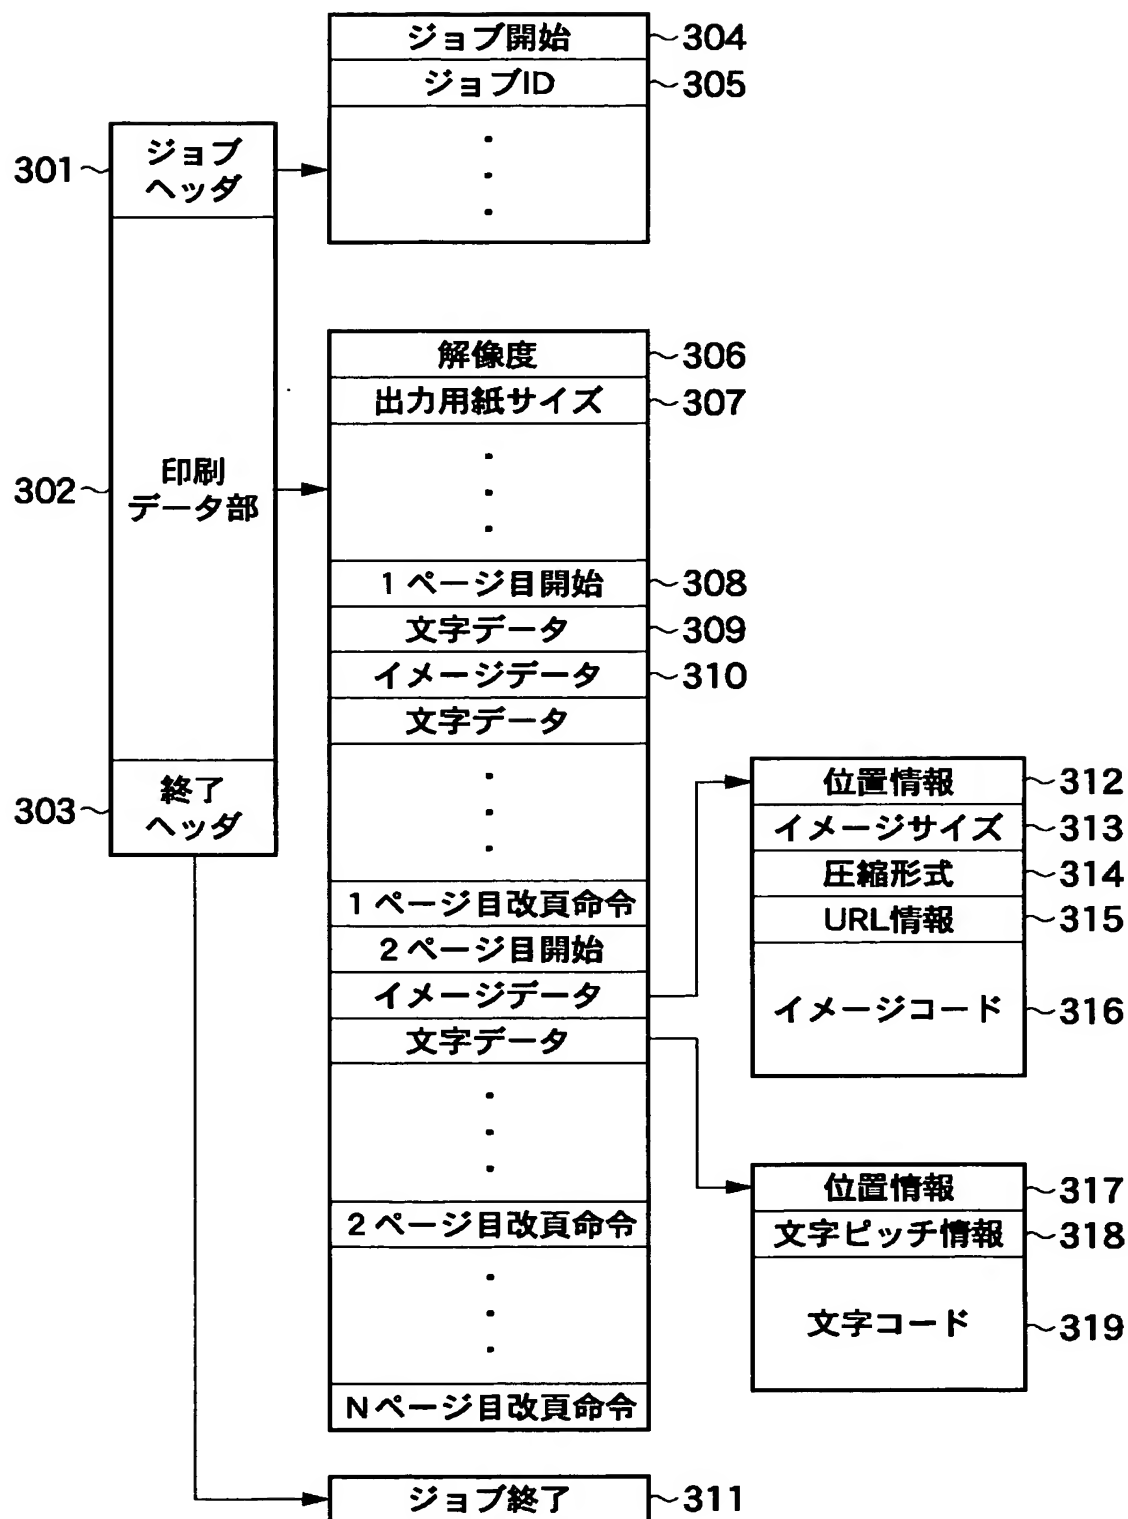 ジョブ開始 304
ジョブID 305
301 ジョブ
ヘッダ
解像度 306
出力用紙サイズ 307
302 印刷
データ部
1ページ目開始 308
文字データ 309
イメージデータ 310
文字データ
303 終了
ヘッダ
1ページ目改頁命令
2ページ目開始
イメージデータ
文字データ
2ページ目改頁命令
Nページ目改頁命令
位置情報 312
イメージサイズ 313
圧縮形式 314
URL情報 315
イメージコード 316
位置情報 317
文字ピッチ情報 318
文字コード 319
ジョブ終了 311